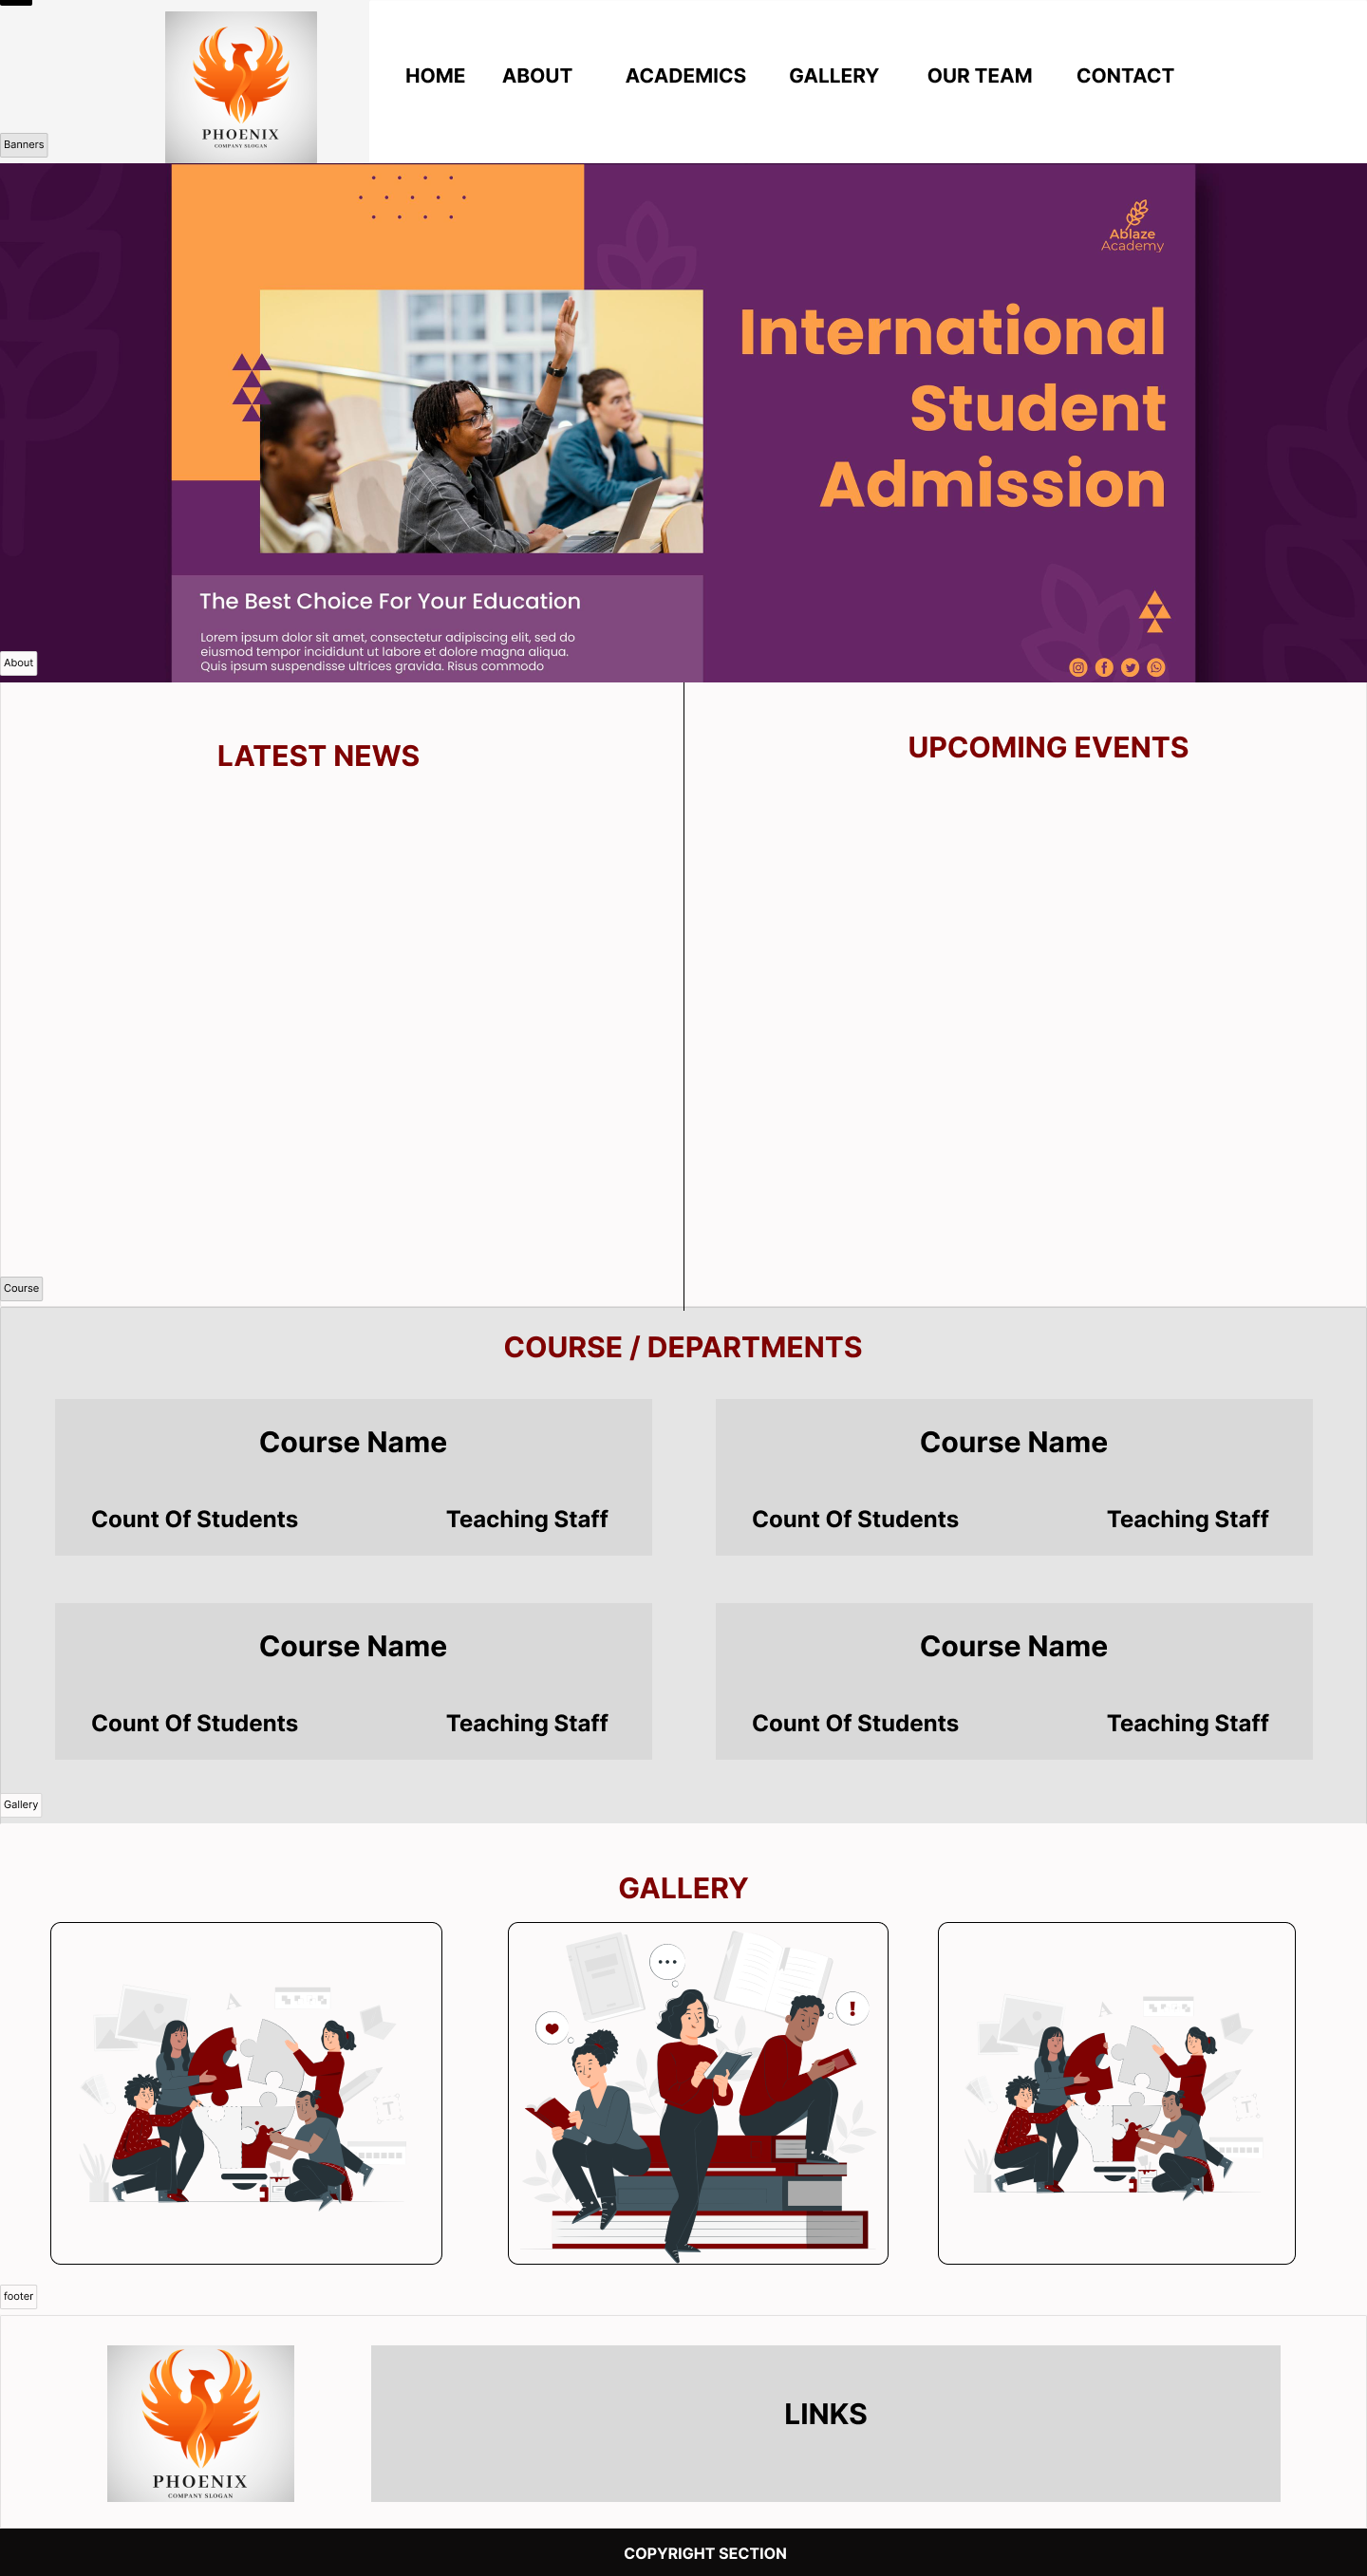 PHOENIX
COMPANY SLOGAN
HOME ABOUT ACADEMICS GALLERY OUR TEAM CONTACT
Banners
Ablaze
Academy
International
Student
Admission
The Best Choice For Your Education
Lorem ipsum dolor sit amet, consectetur adipiscing elit, sed do
eiusmod tempor incididunt ut labore et dolore magna aliqua.
Quis ipsum suspendisse ultrices gravida. Risus commodo
About
LATEST NEWS
UPCOMING EVENTS
Course
COURSE / DEPARTMENTS
Course Name
Count Of Students Teaching Staff
Course Name
Count Of Students Teaching Staff
Course Name
Count Of Students Teaching Staff
Course Name
Count Of Students Teaching Staff
Gallery
GALLERY
A
T
!
A
T
footer
PHOENIX
COMPANY SLOGAN
LINKS
COPYRIGHT SECTION